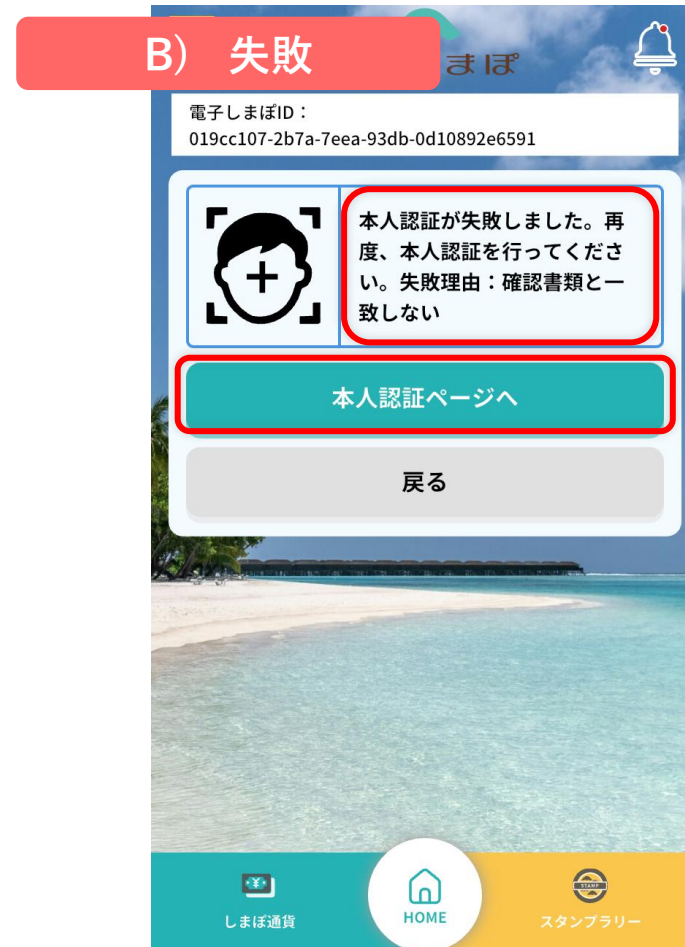 B) 失敗
まぽ
電子しまぽID：
019cc107-2b7a-7eea-93db-0d10892e6591
本人認証が失敗しました。再
度、本人認証を行ってくださ
い。失敗理由：確認書類と一
致しない
本人認証ページへ
戻る
¥
STAMP
しまぽ通貨
HOME
スタンプラリー